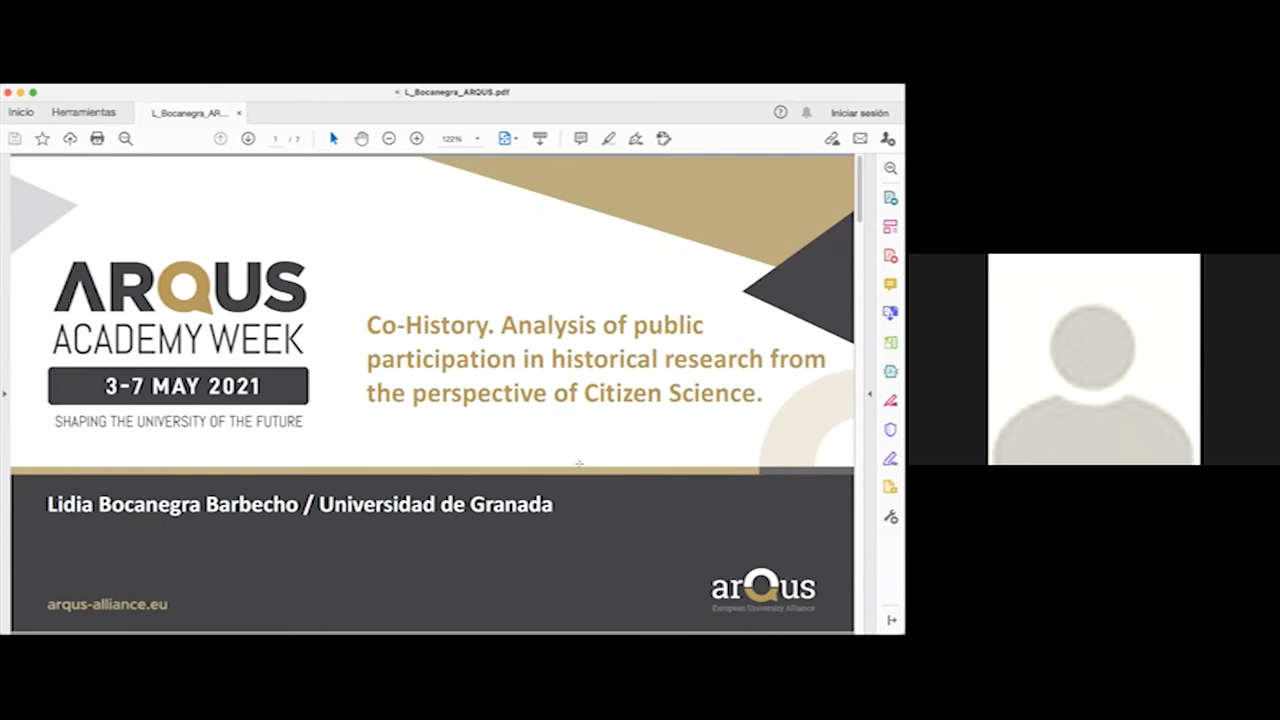 L_Bocanegra_ARQUS.pdf
Inicio
Herramientas
L_Bocanegra_AR... ×
Iniciar sesión
1 / 7
122%
ARQUS
ACADEMY WEEK
3-7 MAY 2021
SHAPING THE UNIVERSITY OF THE FUTURE
Co-History. Analysis of public
participation in historical research from
the perspective of Citizen Science.
Lidia Bocanegra Barbecho / Universidad de Granada
arqus-alliance.eu
arQus
European University Alliance